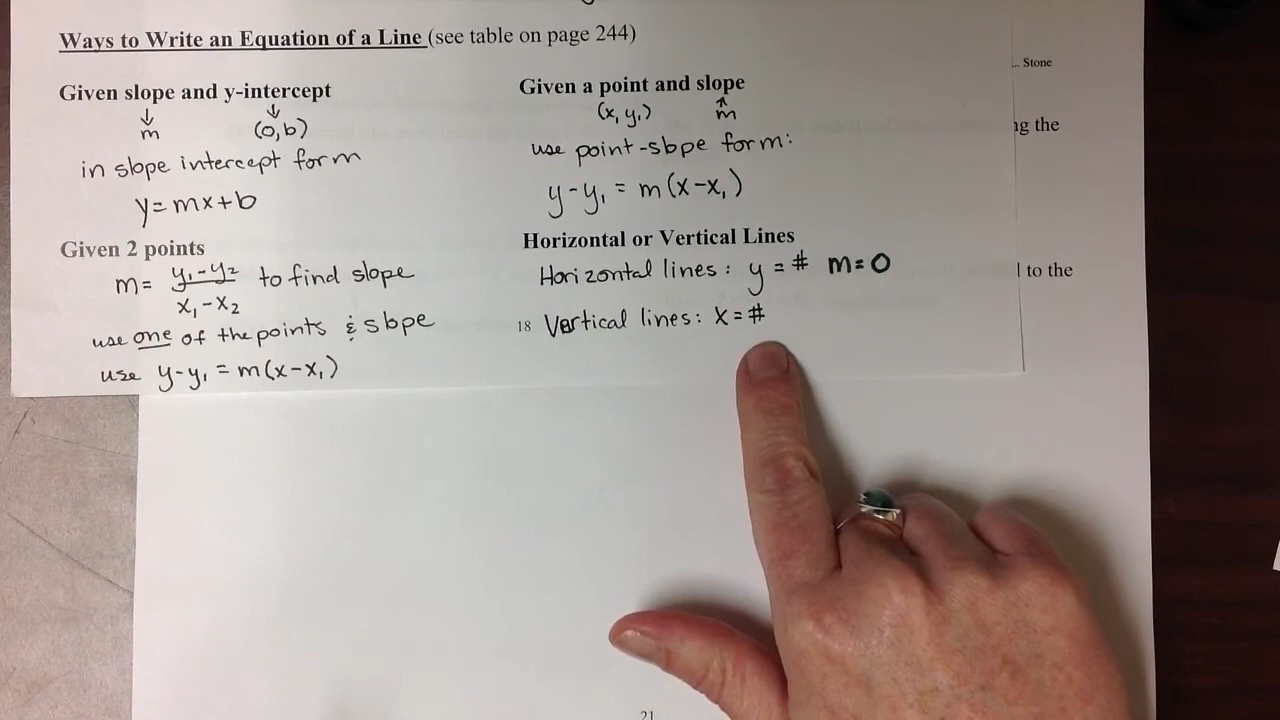 Ways to Write an Equation of a Line (see table on page 244)
Given slope and y-intercept
↓ ↓
m (0,b)
in slope intercept form
y=mx+b
Given a point and slope
(x, y₁) ↑
m
use point-slope form:
y-y₁ = m(x-x₁)
Given 2 points
m= y₁-y₂ to find slope
x₁-x₂
use one of the points & slope
use y-y₁ = m(x-x₁)
Horizontal or Vertical Lines
Horizontal lines: y = # m=0
18 Vertical lines: x = #
Stone
the
to the
21